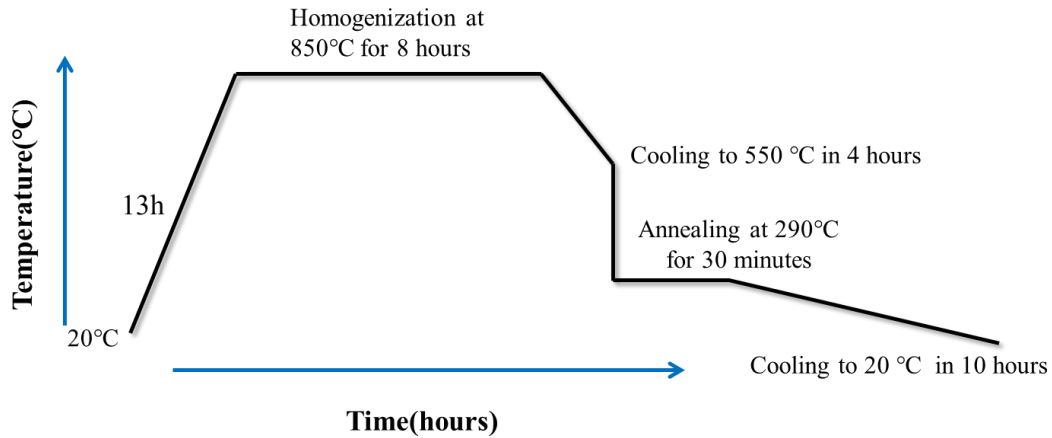 Homogenization at
850°C for 8 hours
Temperature(°C)
Cooling to 550 °C in 4 hours
13h
Annealing at 290°C
for 30 minutes
20°C
Cooling to 20 °C in 10 hours
Time(hours)